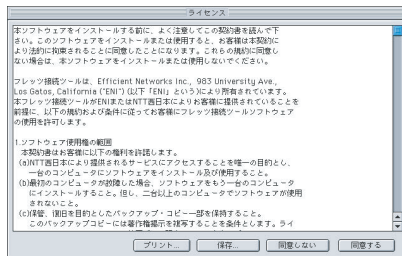 ライセンス
本ソフトウェアをインストールする前に、よく注意してこの契約書を読んで下
さい。このソフトウェアをインストールまたは使用すると、お客様は本契約に
より法的に拘束されることに同意したことになります。これらの規約に同意し
ない場合は、本ソフトウェアをインストールまたは使用しないでください。
フレッツ接続ツールは、Efficient Networks Inc., 983 University Ave.,
Los Gatos, California ("ENI") (以下「ENI」という)により所有されています。
本フレッツ接続ツールがENIまたはNTT西日本によりお客様に提供されていることを
前提に、以下の規約および条件に従ってお客様にフレッツ接続ツールソフトウェア
の使用を許可します。
1.ソフトウェア使用権の範囲
本契約書はお客様に以下の権利を許諾します。
(a)NTT西日本により提供されるサービスにアクセスすることを唯一の目的とし、
一台のコンピュータにソフトウェアをインストール及び使用すること。
(b)最初のコンピュータが故障した場合、ソフトウェアをもう一台のコンピュータ
にインストールすること。但し、二台以上のコンピュータでソフトウェアが使用
されないこと。
(c)保管、復旧を目的としたバックアップ・コピー一部を保持すること。
このバックアップコピーには著作権掲示を複写することを条件とします。ライ
プリント...
保存...
同意しない
同意する